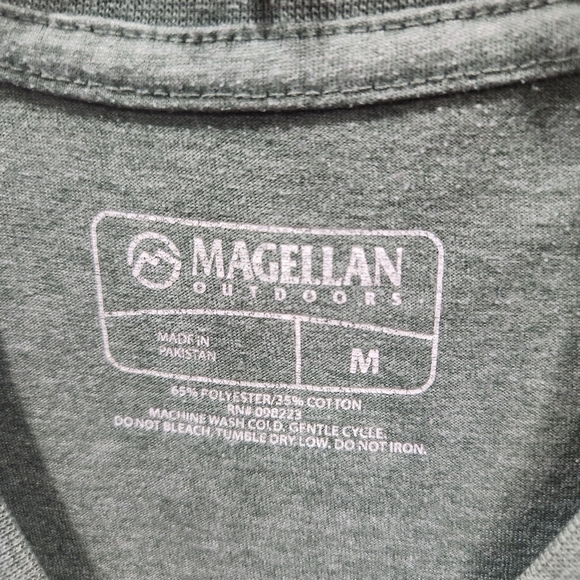 MAGELLAN
OUTDOORS
MADE IN
PAKISTAN
M
65% POLYESTER/35% COTTON
RN# 098223
MACHINE WASH COLD, GENTLE CYCLE.
DO NOT BLEACH, TUMBLE DRY LOW. DO NOT IRON.